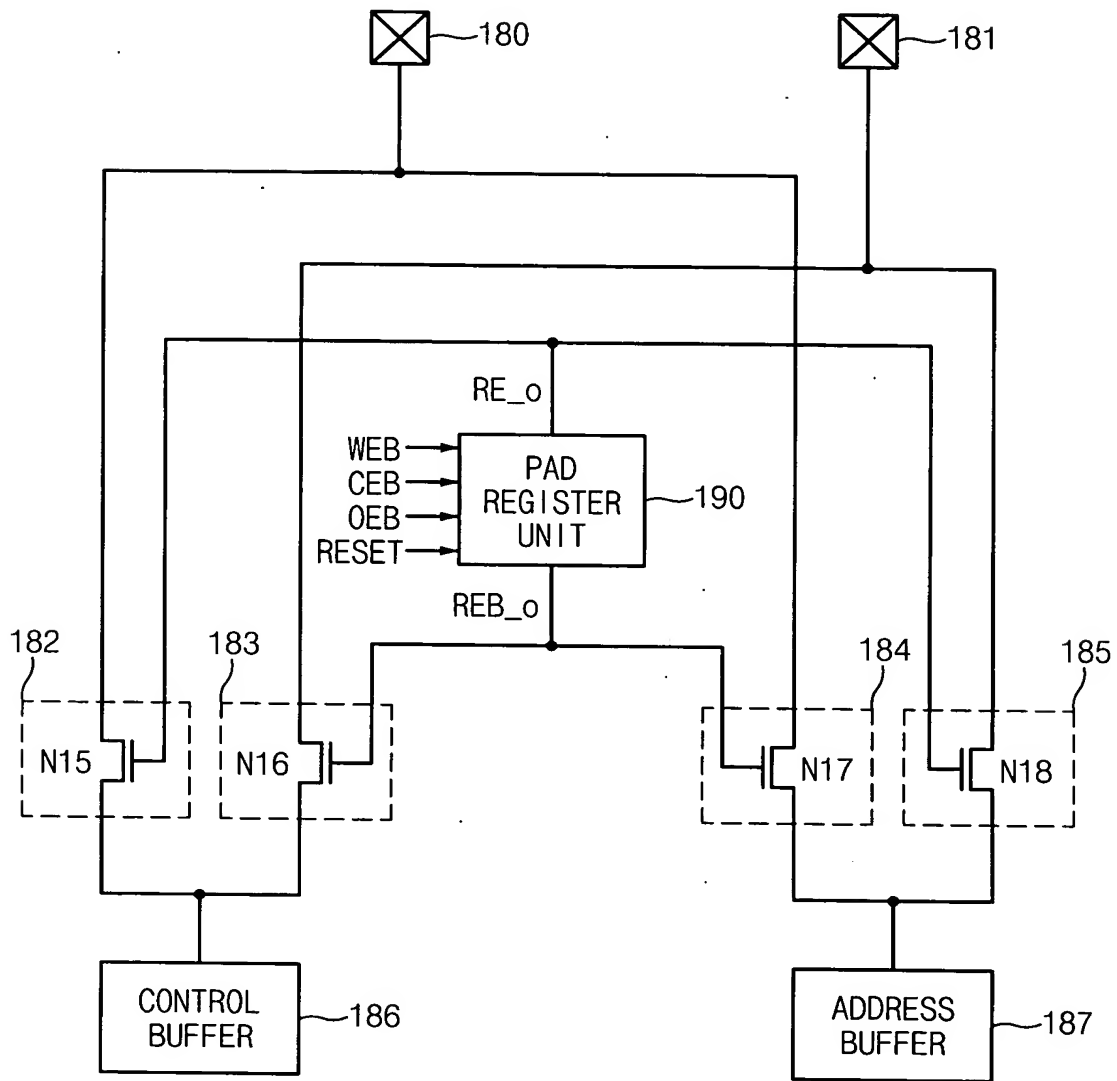 180
181
RE_o
WEB
CEB
OEB
RESET
PAD
REGISTER
UNIT
190
REB_o
182
183
184
185
N15
N16
N17
N18
CONTROL
BUFFER
186
ADDRESS
BUFFER
187